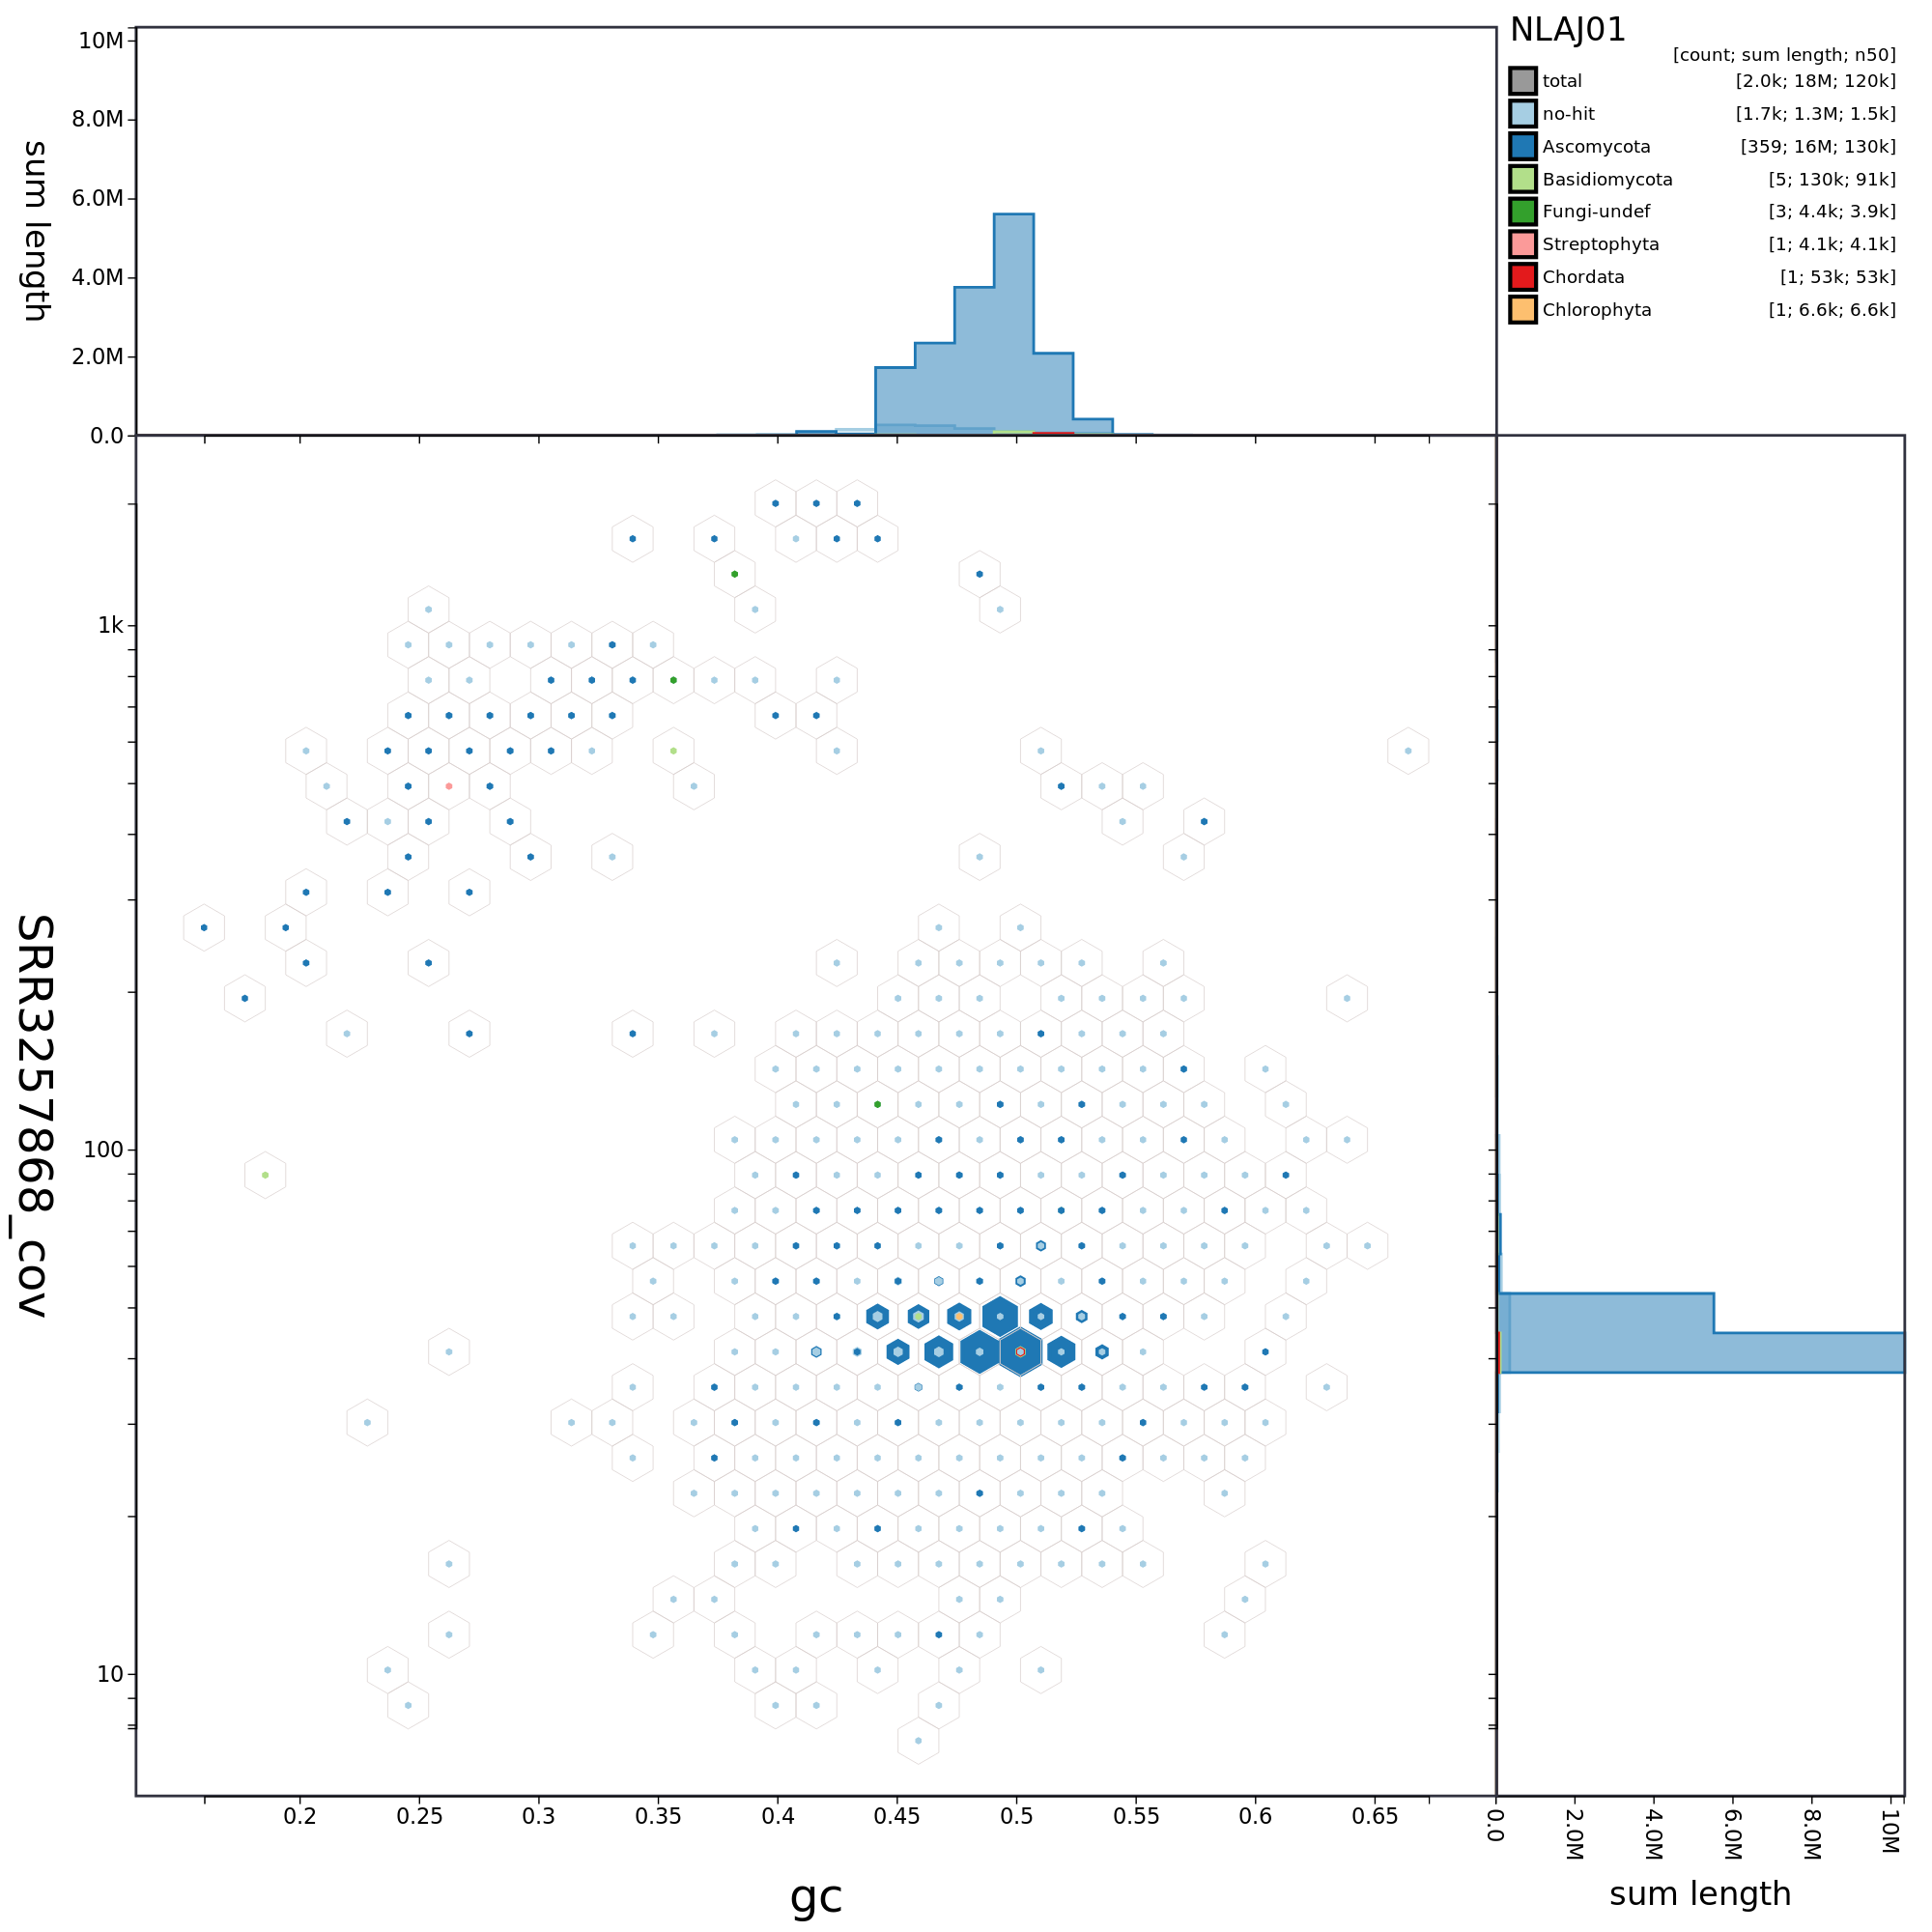 NLAJ01
[count; sum length; n50]
total [2.0k; 18M; 120k]
no-hit [1.7k; 1.3M; 1.5k]
Ascomycota [359; 16M; 130k]
Basidiomycota [5; 130k; 91k]
Fungi-undef [3; 4.4k; 3.9k]
Streptophyta [1; 4.1k; 4.1k]
Chordata [1; 53k; 53k]
Chlorophyta [1; 6.6k; 6.6k]
sum length
10M
8.0M
6.0M
4.0M
2.0M
0.0
SRR3257868_cov
1k
100
10
0.2 0.25 0.3 0.35 0.4 0.45 0.5 0.55 0.6 0.65
gc
0.0 2.0M 4.0M 6.0M 8.0M 10M
sum length